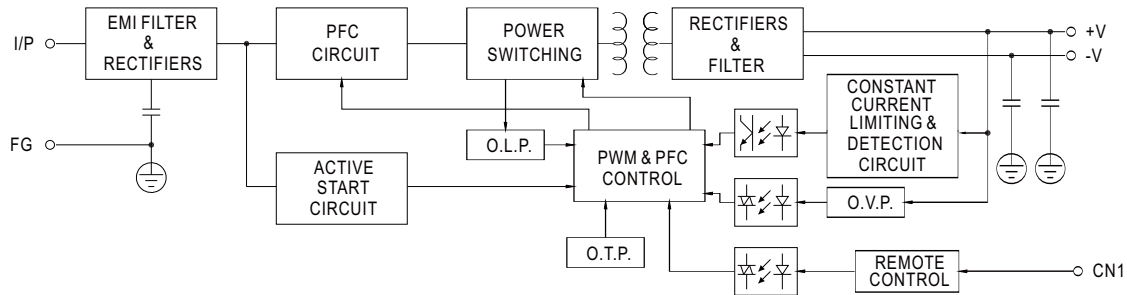 I/P
EMI FILTER
&
RECTIFIERS
PFC
CIRCUIT
POWER
SWITCHING
RECTIFIERS
&
FILTER
+V
-V
FG
O.L.P.
PWM & PFC
CONTROL
CONSTANT
CURRENT
LIMITING &
DETECTION
CIRCUIT
ACTIVE
START
CIRCUIT
O.V.P.
O.T.P.
REMOTE
CONTROL
CN1